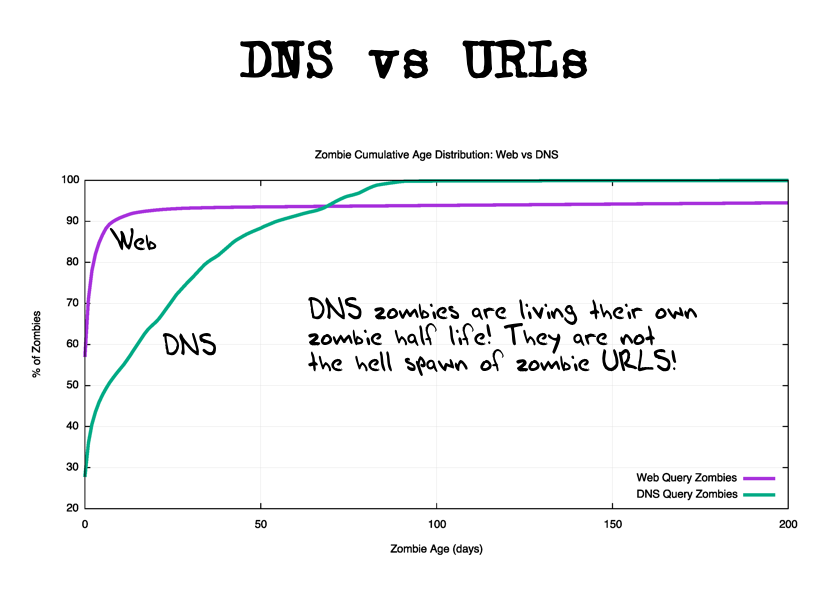 DNS vs URLs
Zombie Cumulative Age Distribution: Web vs DNS
100
90
80
70
60
50
40
30
20
% of Zombies
Web
DNS
DNS zombies are living their own
zombie half life! They are not
the hell spawn of zombie URLS!
Web Query Zombies
DNS Query Zombies
0 50 100 150 200
Zombie Age (days)